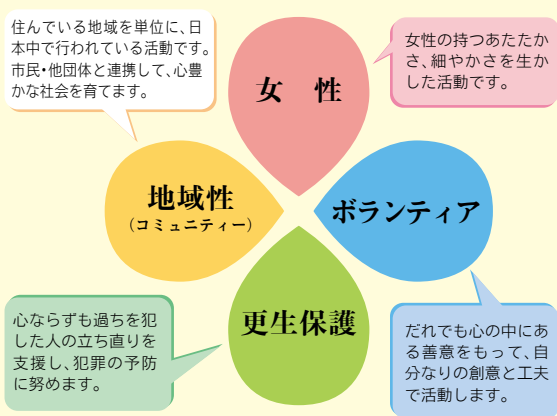 住んでいる地域を単位に、日
本中で行われている活動です。
市民・他団体と連携して、心豊
かな社会を育てます。
女性の持つあたたか
さ、細やかさを生か
した活動です。
女　性
地域性
（コミュニティー）
ボランティア
更生保護
心ならずも過ちを犯
した人の立ち直りを
支援し、犯罪の予防
に努めます。
だれでも心の中にあ
る善意をもって、自
分なりの創意と工夫
で活動します。